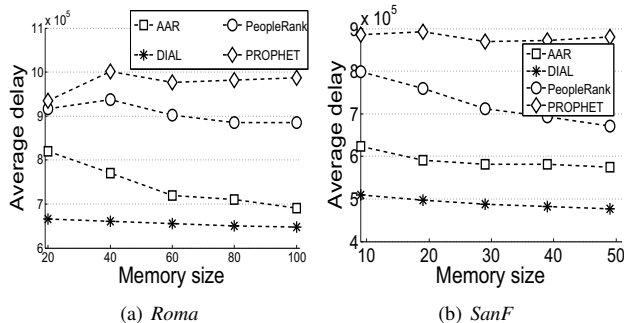 11 x 10^5
AAR PeopleRank
DIAL PROPHET
10
9
8
7
6
Average delay
20 40 60 80 100
Memory size
(a) Roma
9 x 10^5
AAR
DIAL
PeopleRank
PROPHET
8
7
6
5
4
Average delay
10 20 30 40 50
Memory size
(b) SanF